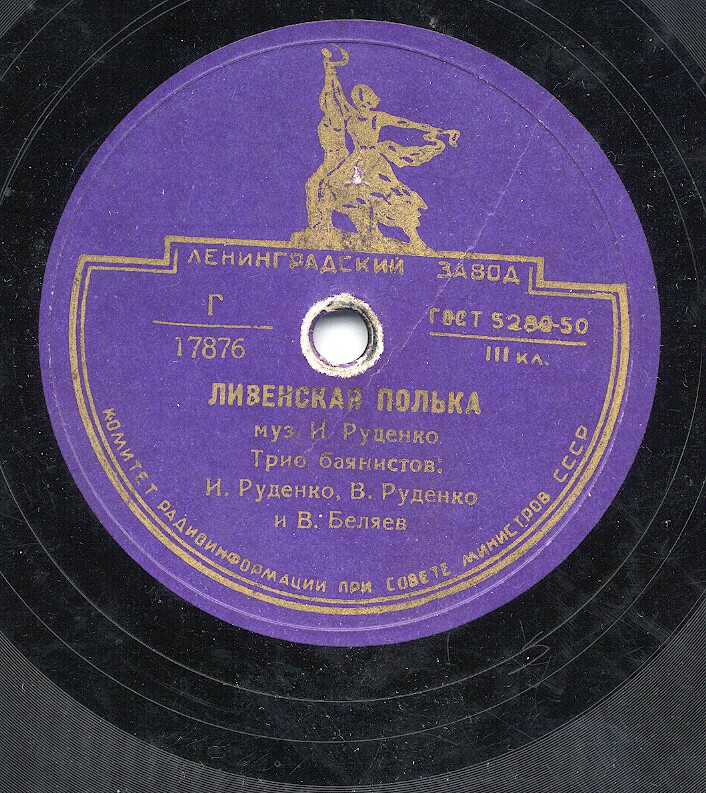 ЛЕНИНГРАДСКИЙ ЗАВОД
Г
17876
ГОСТ 5289-50
III КЛ.
ЛИВЕНСКАЯ ПОЛЬКА
муз. И. Руденко
Трио баянистов:
И. Руденко, В. Руденко
и В. Беляев
КОМИТЕТ РАДИОИНФОРМАЦИИ ПРИ СОВЕТЕ МИНИСТРОВ СССР